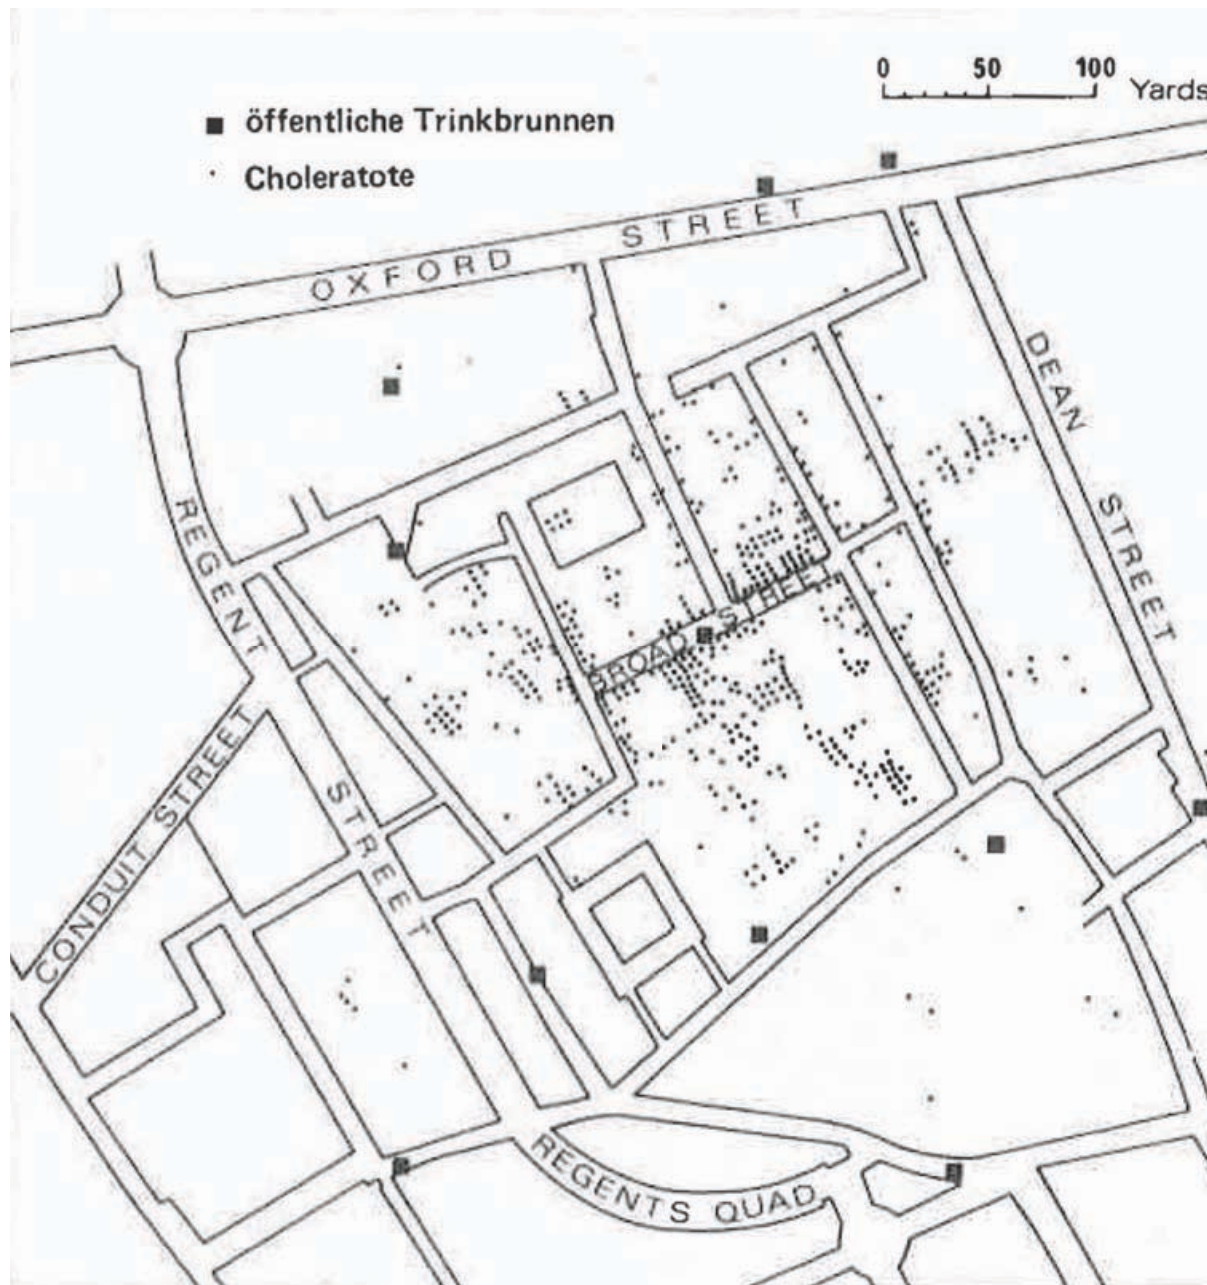 0 50 100 Yards
öffentliche Trinkbrunnen
Choleratote
OXFORD STREET
DEAN STREET
REGENT STREET
BROAD STREET
CONDUIT STREET
REGENTS QUAD